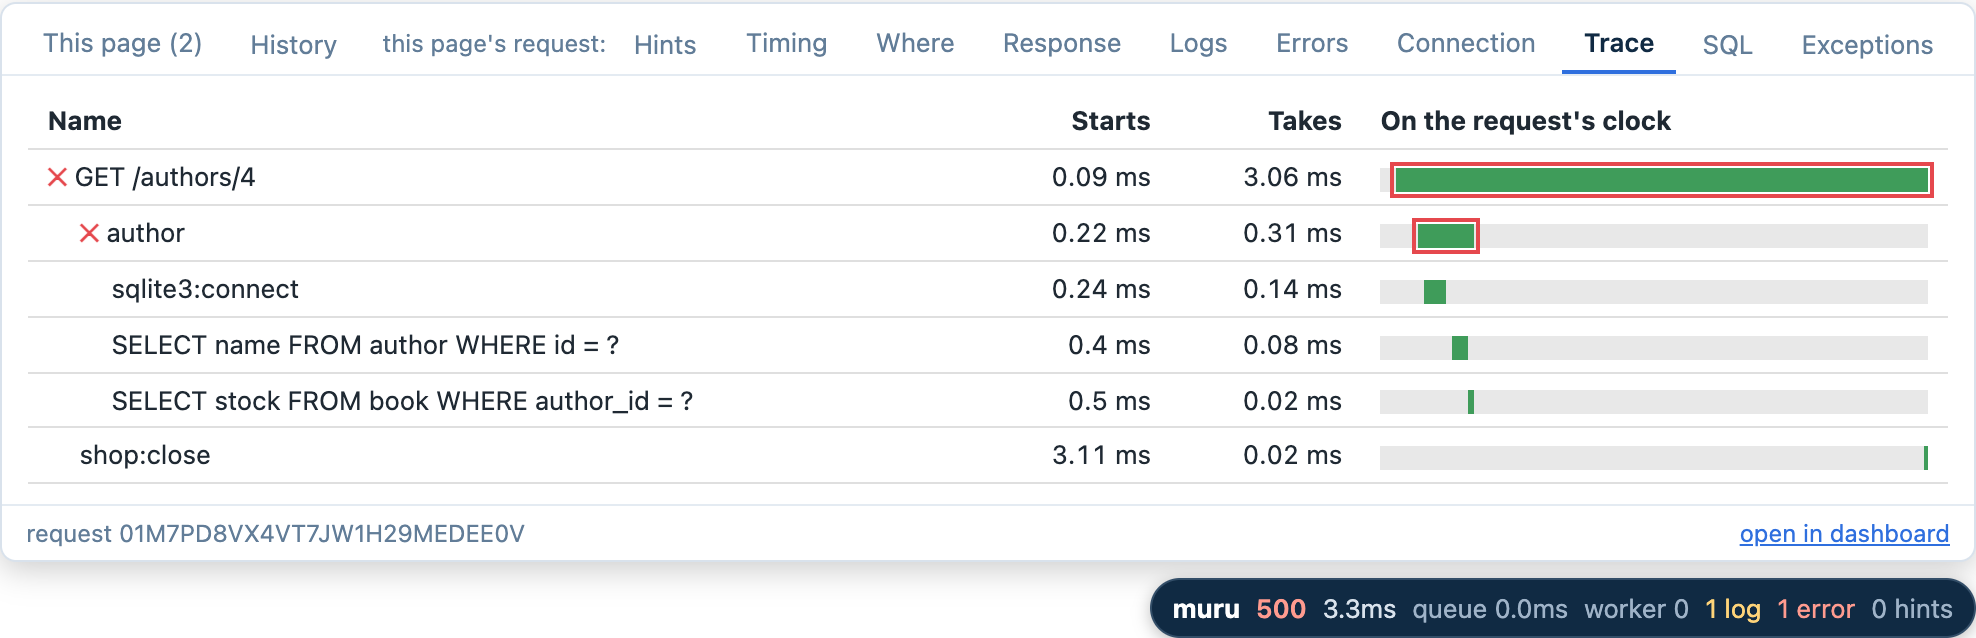 This page (2) History this page's request: Hints Timing Where Response Logs Errors Connection Trace SQL Exceptions
Name Starts Takes On the request's clock
GET /authors/4 0.09 ms 3.06 ms
author 0.22 ms 0.31 ms
sqlite3:connect 0.24 ms 0.14 ms
SELECT name FROM author WHERE id = ? 0.4 ms 0.08 ms
SELECT stock FROM book WHERE author_id = ? 0.5 ms 0.02 ms
shop:close 3.11 ms 0.02 ms
request 01M7PD8VX4VT7JW1H29MEDEE0V open in dashboard
muru 500 3.3ms queue 0.0ms worker 0 1 log 1 error 0 hints